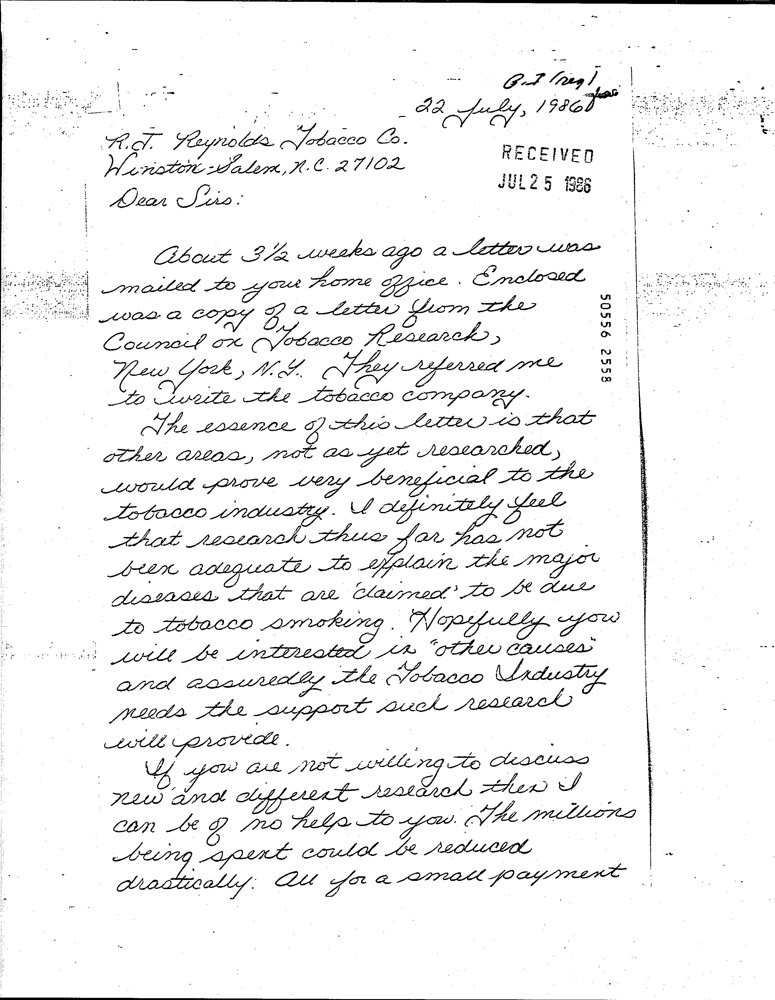 22 July, 1986
R.J. Reynolds Tobacco Co.
Winston-Salem, N.C. 27102
RECEIVED
JUL 25 1986
Dear Sirs:
About 3½ weeks ago a letter was
mailed to your home office. Enclosed
was a copy of a letter from the
Council on Tobacco Research,
New York, N.Y. They referred me
to write the tobacco company.
The essence of this letter is that
other areas, not as yet researched,
would prove very beneficial to the
tobacco industry. I definitely feel
that research thus far has not
been adequate to explain the major
diseases that are 'claimed' to be due
to tobacco smoking. Hopefully you
will be interested in "other causes"
and assuredly the Tobacco Industry
needs the support such research
will provide.
If you are not willing to discuss
new and different research then I
can be of no help to you. The millions
being spent could be reduced
drastically. All for a small payment
50556 2558